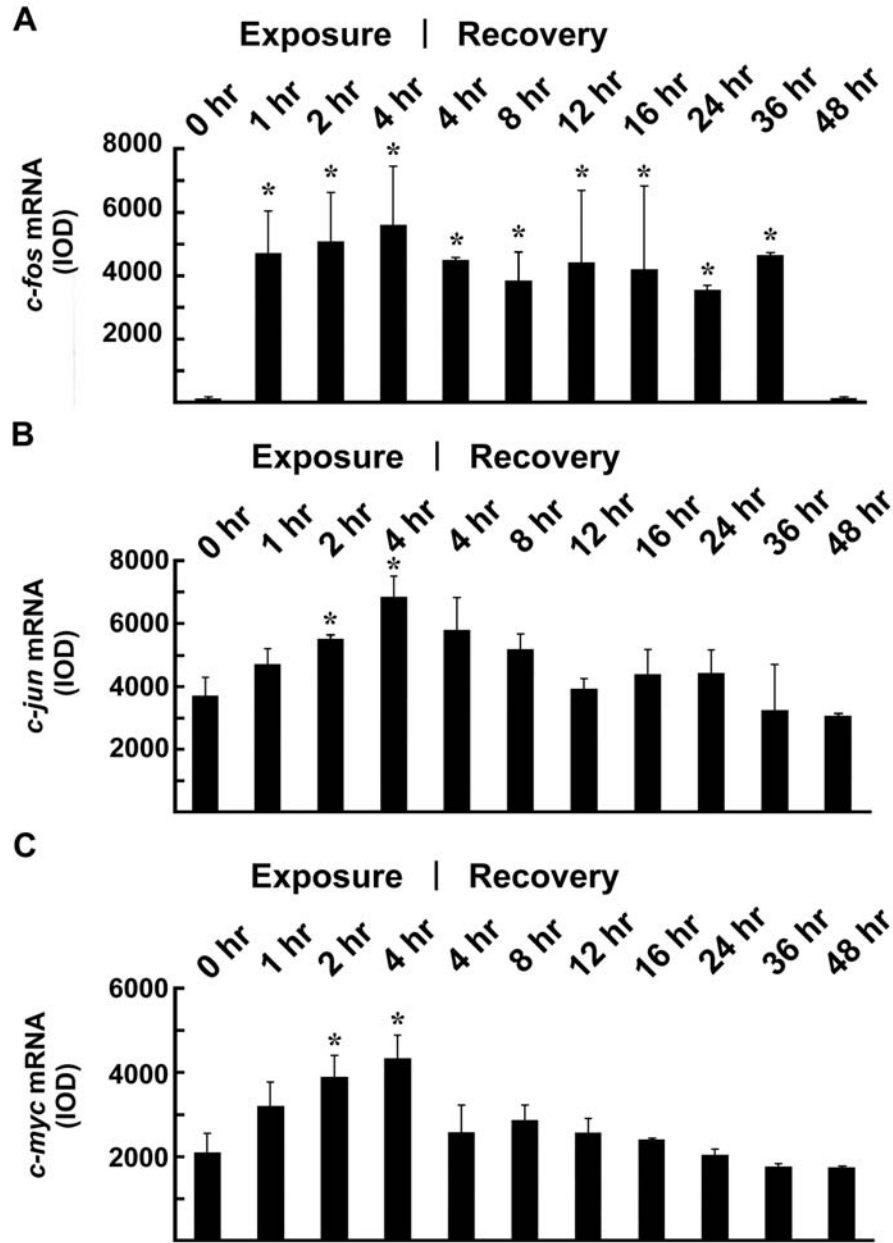 A
Exposure | Recovery
0 hr 1 hr 2 hr 4 hr 4 hr 8 hr 12 hr 16 hr 24 hr 36 hr 48 hr
8000
6000
4000
2000
c-fos mRNA
(IOD)
* * * * * * * * *
B
Exposure | Recovery
0 hr 1 hr 2 hr 4 hr 4 hr 8 hr 12 hr 16 hr 24 hr 36 hr 48 hr
8000
6000
4000
2000
c-jun mRNA
(IOD)
* *
C
Exposure | Recovery
0 hr 1 hr 2 hr 4 hr 4 hr 8 hr 12 hr 16 hr 24 hr 36 hr 48 hr
6000
4000
2000
c-myc mRNA
(IOD)
* *